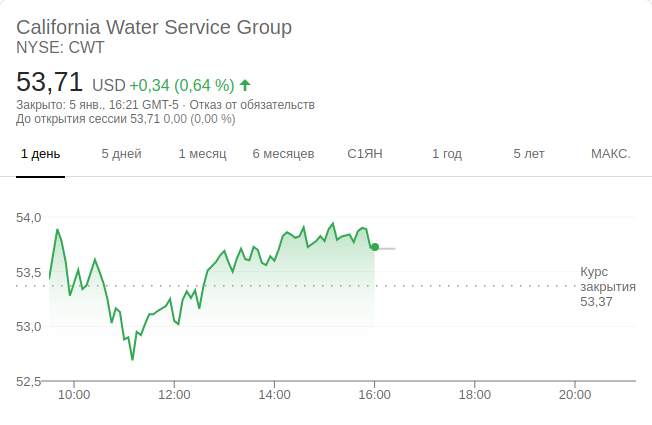 California Water Service Group
NYSE: CWT
53,71 USD +0,34 (0,64 %)
Закрыто: 5 янв., 16:21 GMT-5 · Отказ от обязательств
До открытия сессии 53,71 0,00 (0,00 %)
1 день 5 дней 1 месяц 6 месяцев С1ЯН 1 год 5 лет МАКС.
54,0
53,5
Курс
закрытия
53,37
53,0
52,5
10:00 12:00 14:00 16:00 18:00 20:00